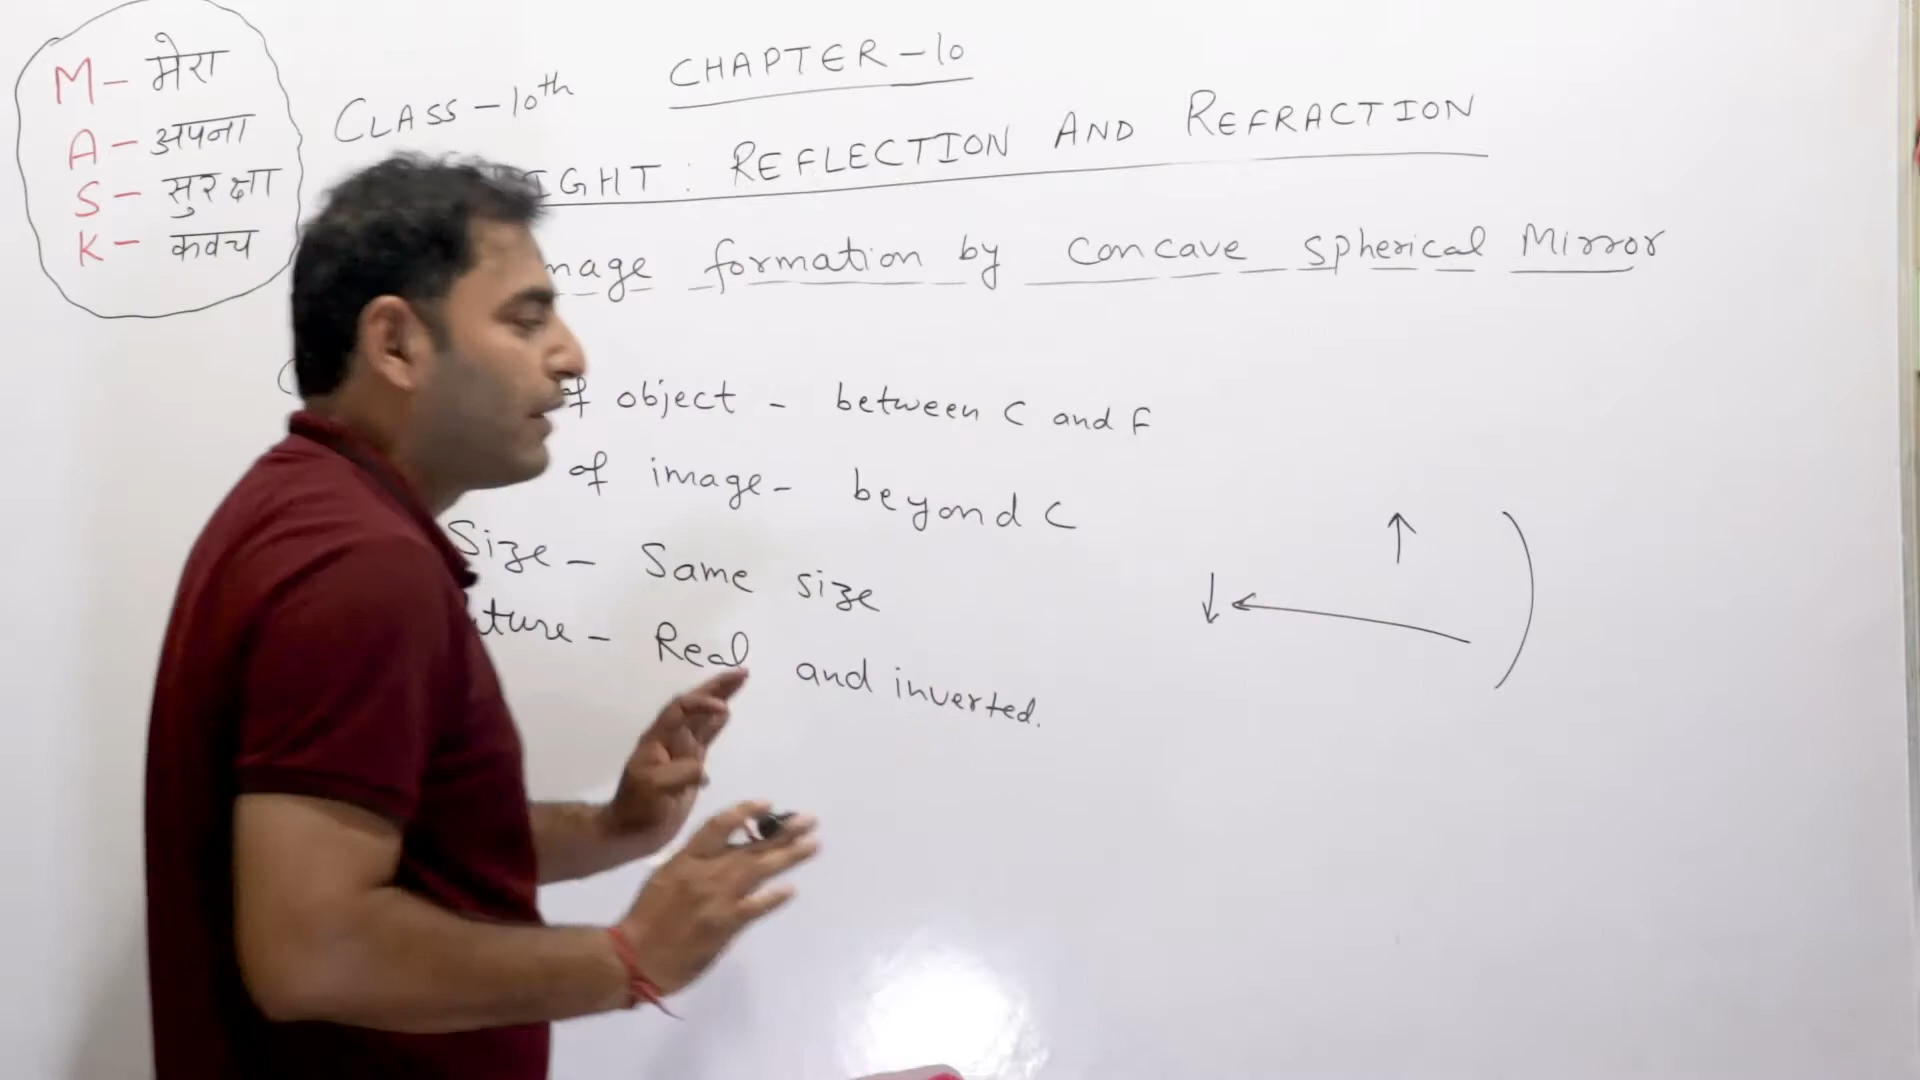 M- मेरा
A- अपना
S- सुरक्षा
K- कवच
CHAPTER-10
CLASS-10th
IGHT: REFLECTION AND REFRACTION
mage formation by Concave Spherical Mirror
of object - between C and F
of image- beyond C
Size- Same size
ture- Real and inverted.